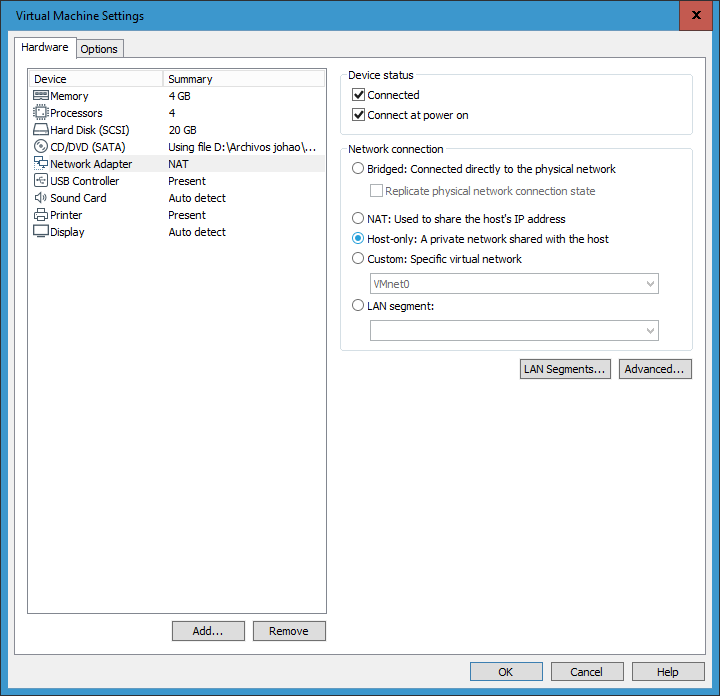 Virtual Machine Settings
Hardware
Options
Device Summary
Memory 4 GB
Processors 4
Hard Disk (SCSI) 20 GB
CD/DVD (SATA) Using file D:\Archivos johao\...
Network Adapter NAT
USB Controller Present
Sound Card Auto detect
Printer Present
Display Auto detect
Add...
Remove
Device status
Connected
Connect at power on
Network connection
Bridged: Connected directly to the physical network
Replicate physical network connection state
NAT: Used to share the host's IP address
Host-only: A private network shared with the host
Custom: Specific virtual network
VMnet0
LAN segment:
LAN Segments...
Advanced...
OK
Cancel
Help